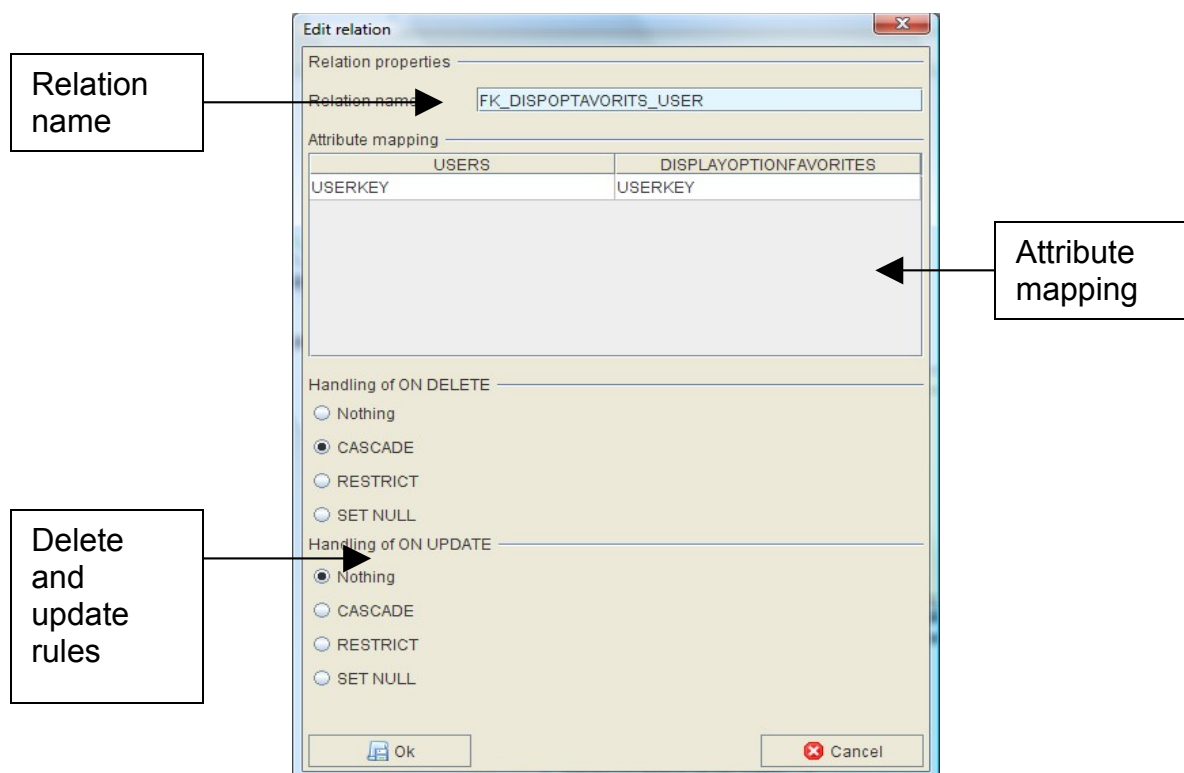 Edit relation
Relation properties
Relation name
Relation name
FK_DISPOPTAVORITS_USER
Attribute mapping
USERS
DISPLAYOPTIONFAVORITES
USERKEY
USERKEY
Attribute
mapping
Handling of ON DELETE
Nothing
CASCADE
RESTRICT
SET NULL
Delete
and
update
rules
Handling of ON UPDATE
Nothing
CASCADE
RESTRICT
SET NULL
Ok
Cancel